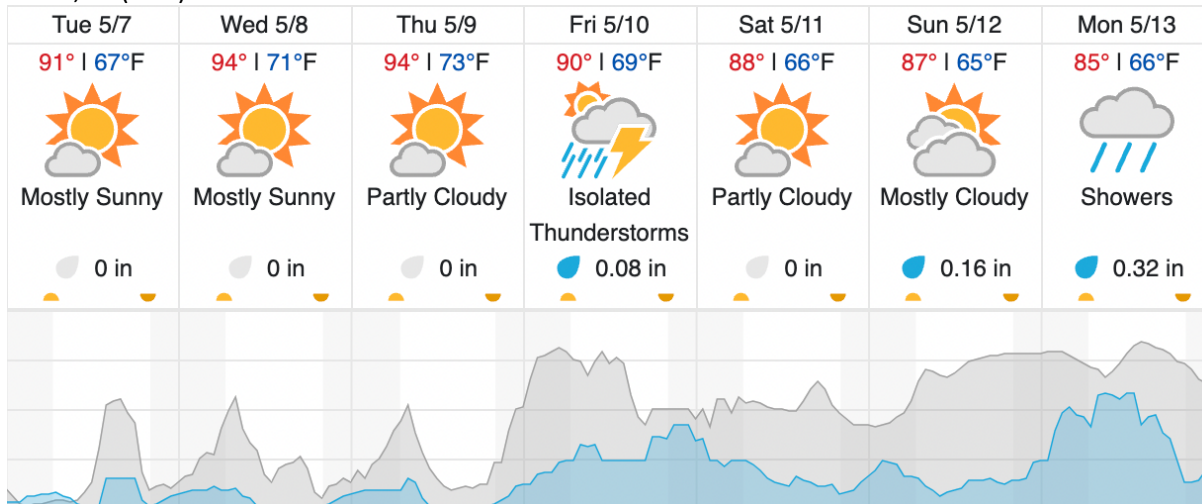 Tue 5/7 Wed 5/8 Thu 5/9 Fri 5/10 Sat 5/11 Sun 5/12 Mon 5/13
91° | 67°F 94° | 71°F 94° | 73°F 90° | 69°F 88° | 66°F 87° | 65°F 85° | 66°F
Mostly Sunny Mostly Sunny Partly Cloudy Isolated Partly Cloudy Mostly Cloudy Showers
Thunderstorms
0 in 0 in 0 in 0.08 in 0 in 0.16 in 0.32 in